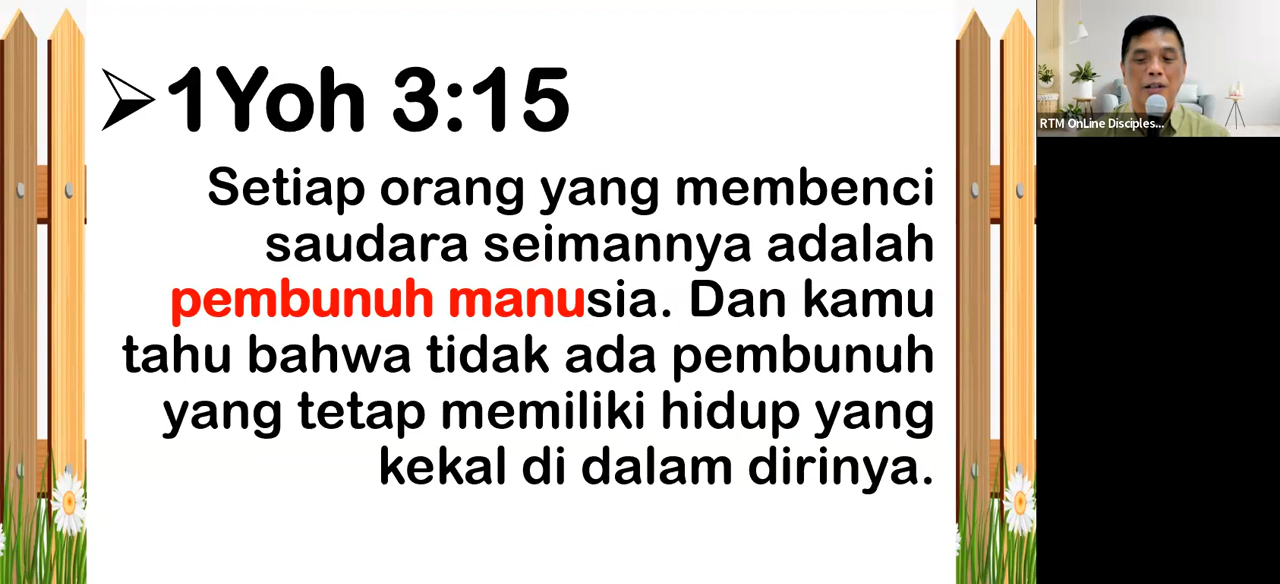 1Yoh 3:15
Setiap orang yang membenci
saudara seimannya adalah
pembunuh manusia. Dan kamu
tahu bahwa tidak ada pembunuh
yang tetap memiliki hidup yang
kekal di dalam dirinya.
RTM OnLine Disciples...